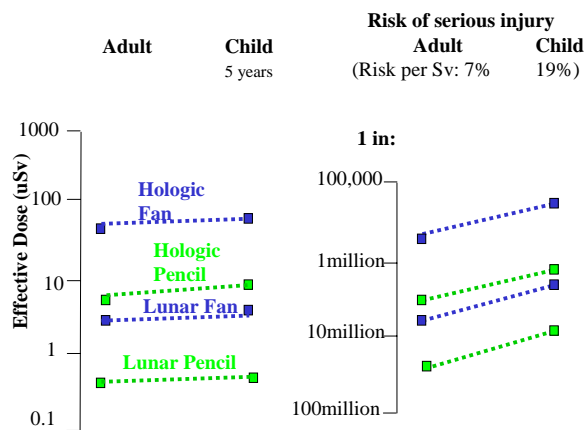 Risk of serious injury
Adult Child Adult Child
5 years (Risk per Sv: 7% 19%)
1000
1 in:
100,000
100
Hologic
Fan
Effective Dose (uSv)
Hologic
Pencil
1million
10
Lunar Fan
10million
1
Lunar Pencil
100million
0.1